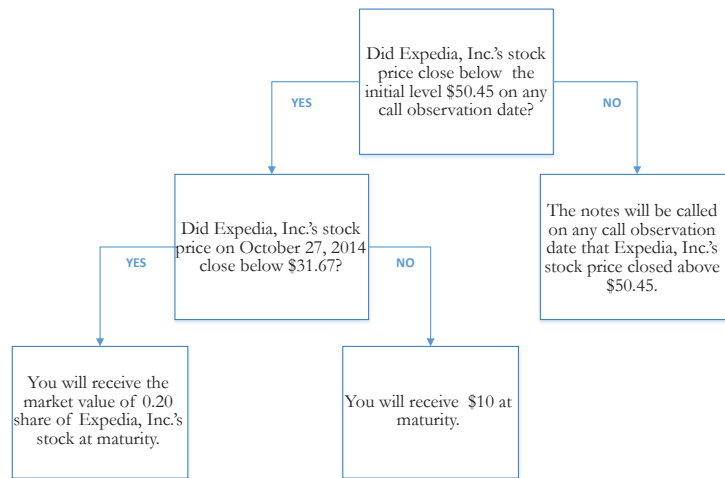 Did Expedia, Inc.'s stock
price close below the
initial level $50.45 on any
call observation date?
YES
NO
Did Expedia, Inc.'s stock
price on October 27, 2014
close below $31.67?
The notes will be called
on any call observation
date that Expedia, Inc.'s
stock price closed above
$50.45.
YES
NO
You will receive the
market value of 0.20
share of Expedia, Inc.'s
stock at maturity.
You will receive $10 at
maturity.